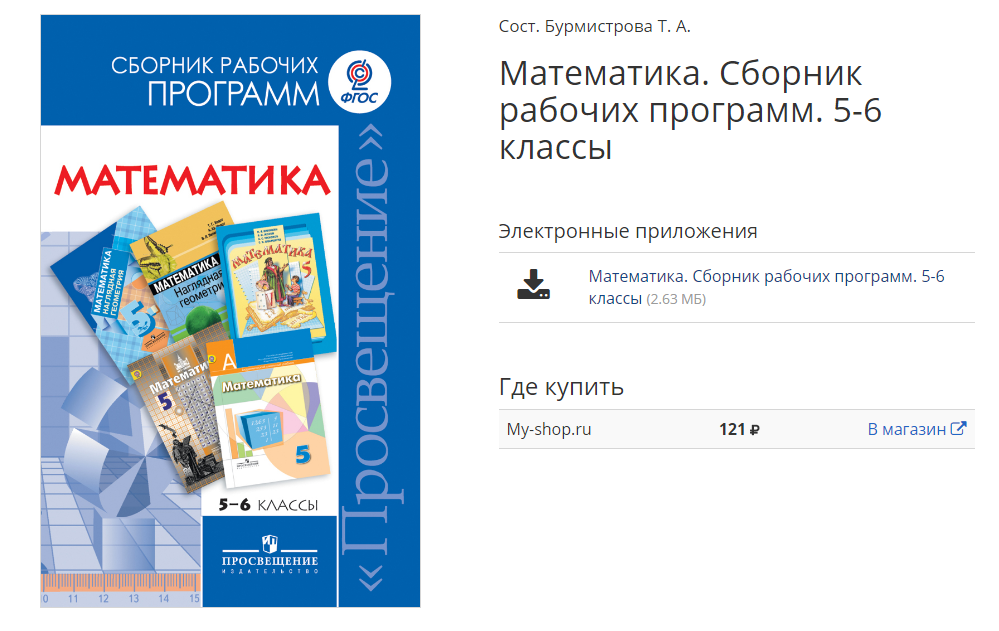 СБОРНИК РАБОЧИХ
ПРОГРАММ
ФГОС
МАТЕМАТИКА
«Просвещение»
МАТЕМАТИКА
НАГЛЯДНАЯ
ГЕОМЕТРИЯ
5
МАТЕМАТИКА
Наглядная
геометрия
МАТЕМАТИКА
5
Математика
5
А
Математика
5
5–6 КЛАССЫ
ПРОСВЕЩЕНИЕ
ИЗДАТЕЛЬСТВО
0 11 12 13 14 15
Сост. Бурмистрова Т. А.
Математика. Сборник
рабочих программ. 5-6
классы
Электронные приложения
Математика. Сборник рабочих программ. 5-6
классы (2.63 МБ)
Где купить
My-shop.ru 121 ₽ В магазин